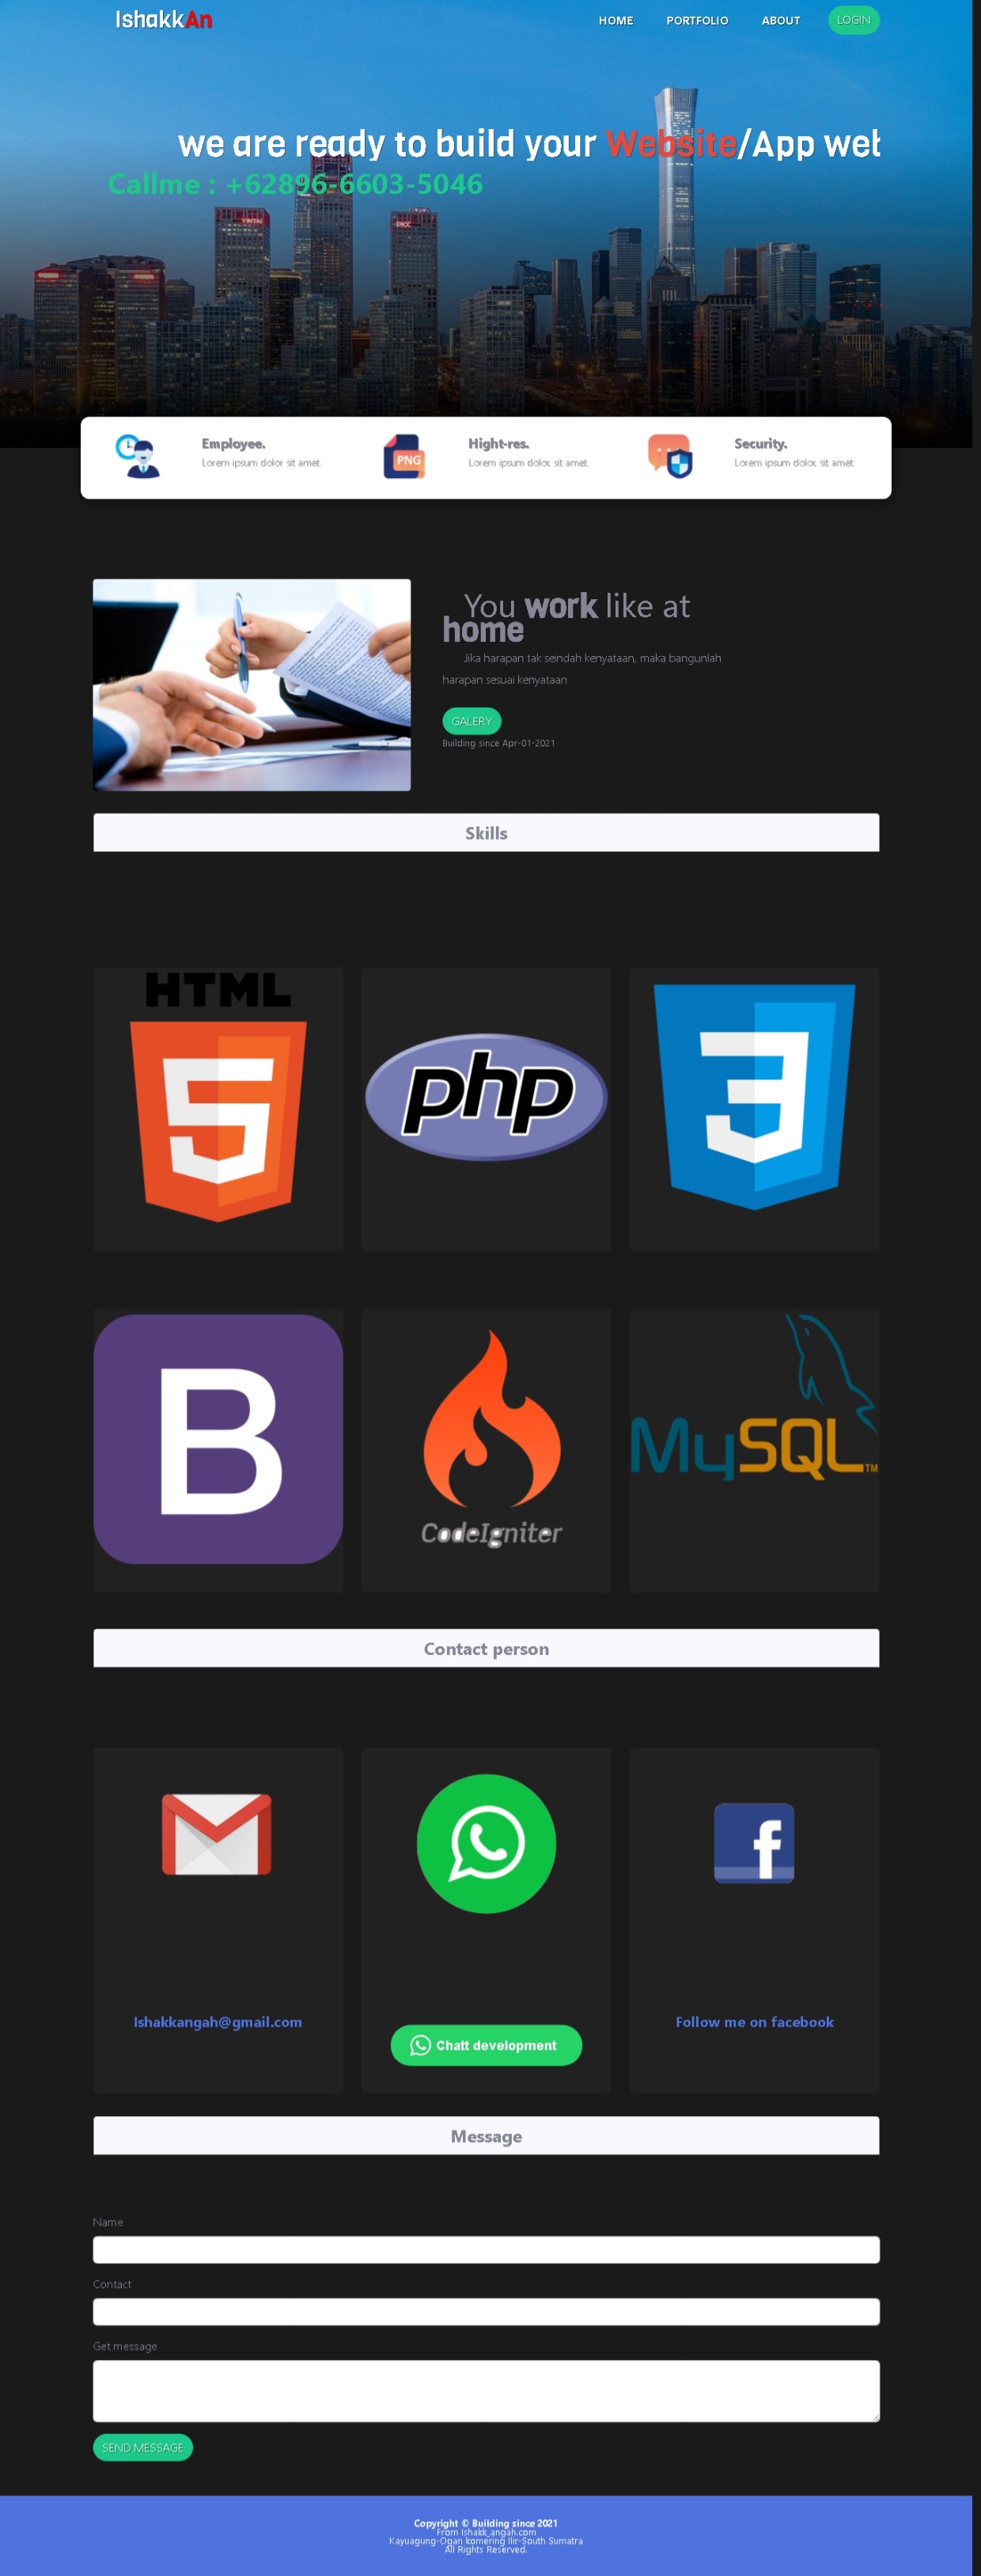 IshakkAn
HOME PORTFOLIO ABOUT LOGIN
we are ready to build your Website/App wet
Callme : +62896-6603-5046
VINTAI
PICC
Employee.
Lorem ipsum dolor sit amet.
PNG
Hight-res.
Lorem ipsum dolor, sit amet.
Security.
Lorem ipsum dolor, sit amet.
You work like at
home
Jika harapan tak seindah kenyataan, maka bangunlah
harapan sesuai kenyataan
GALERY
Building since Apr-01-2021
Skills
HTML
5
php
3
B
CodeIgniter
MySQL™
Contact person
f
Ishakkangah@gmail.com
Chatt development
Follow me on facebook
Message
Name
Contact
Get message
SEND MESSAGE
Copyright © Building since 2021
From Ishakk_angah.com
Kayuagung-Ogan komering Ilir-South Sumatra
All Rights Reserved.